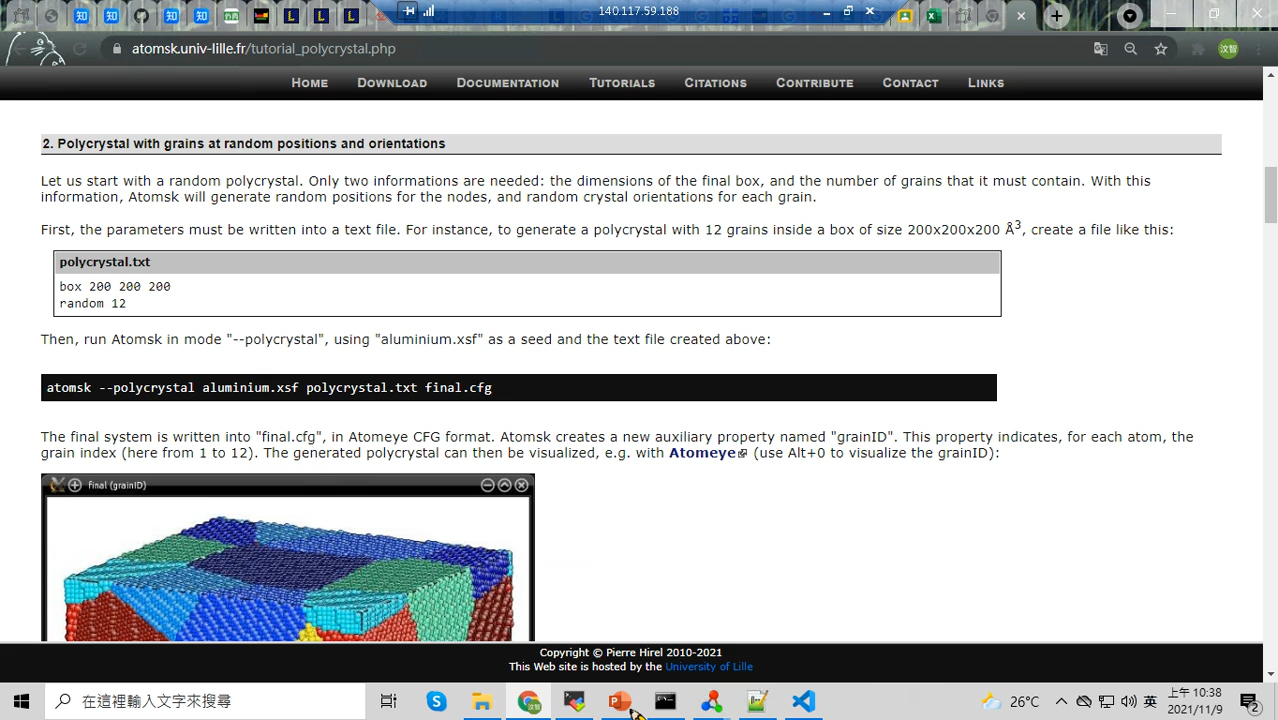 140.117.59.188
atomsk.univ-lille.fr/tutorial_polycrystal.php
HOME DOWNLOAD DOCUMENTATION TUTORIALS CITATIONS CONTRIBUTE CONTACT LINKS
2. Polycrystal with grains at random positions and orientations
Let us start with a random polycrystal. Only two informations are needed: the dimensions of the final box, and the number of grains that it must contain. With this
information, Atomsk will generate random positions for the nodes, and random crystal orientations for each grain.
First, the parameters must be written into a text file. For instance, to generate a polycrystal with 12 grains inside a box of size 200x200x200 Å3, create a file like this:
polycrystal.txt
box 200 200 200
random 12
Then, run Atomsk in mode "--polycrystal", using "aluminium.xsf" as a seed and the text file created above:
atomsk --polycrystal aluminium.xsf polycrystal.txt final.cfg
The final system is written into "final.cfg", in Atomeye CFG format. Atomsk creates a new auxiliary property named "grainID". This property indicates, for each atom, the
grain index (here from 1 to 12). The generated polycrystal can then be visualized, e.g. with Atomeye (use Alt+0 to visualize the grainID):
final (grainID)
Copyright © Pierre Hirel 2010-2021
This Web site is hosted by the University of Lille
在這裡輸入文字來搜尋
26°C
英
上午 10:38
2021/11/9
2